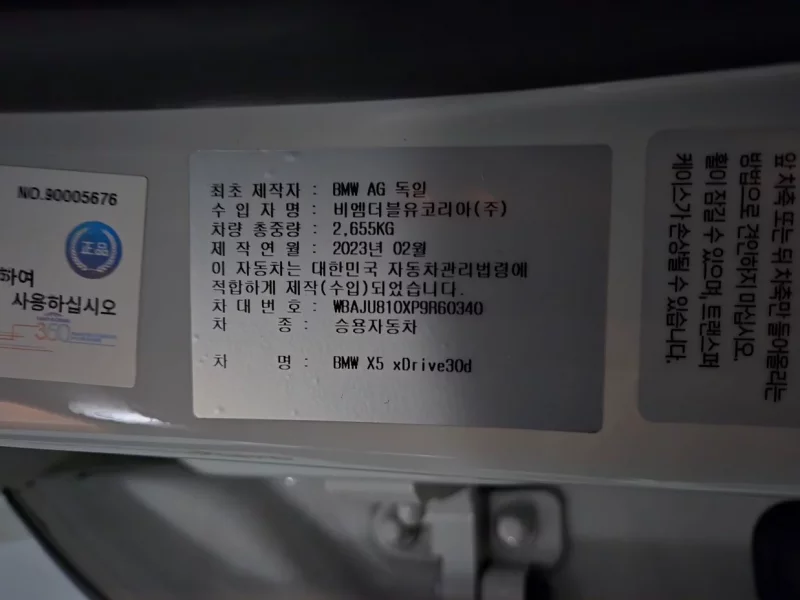 NO.90005676
正品
하여
사용하십시오
360
최초 제작자 : BMW AG 독일
수 입 자 명 : 비엠더블유코리아(주)
차량 총중량 : 2,655KG
제 작 연 월 : 2023년 02월
이 자동차는 대한민국 자동차관리법령에
적합하게 제작(수입)되었습니다.
차 대 번 호 : WBAJU810XP9R60340
차 종 : 승용자동차
차 명 : BMW X5 xDrive30d
앞 차축 또는 뒤 차축만 들어올리는
방법으로 견인하지 마십시오.
휠이 잠길 수 있으며, 트랜스퍼
케이스가 손상될 수 있습니다.